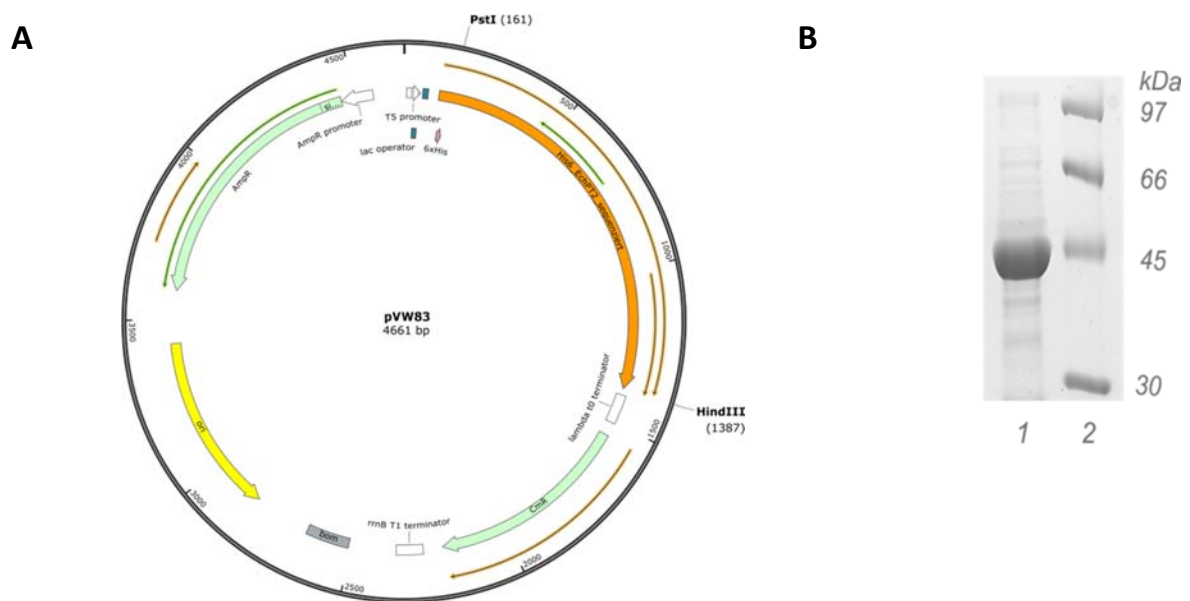 A
B
PstI (161)
4500
500
T5 promoter
AmpR promoter
si...
lac operator
6xHis
kDa
97
4000
AmpR
66
1000
45
3500
pVW83
4661 bp
30
lambda t0 terminator
HindIII
(1387)
ori
1500
1
2
CmR
3000
rrnB T1 terminator
bom
2000
2500